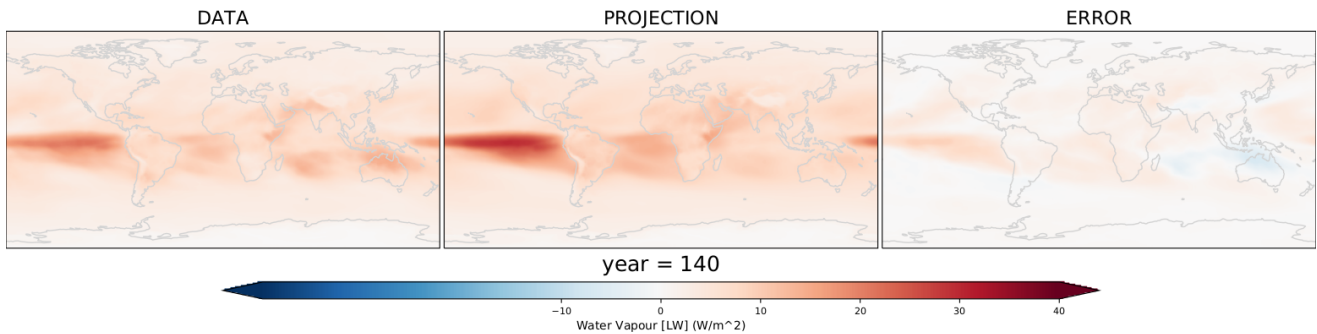 DATA PROJECTION ERROR
year = 140
−10 0 10 20 30 40
Water Vapour [LW] (W/m^2)